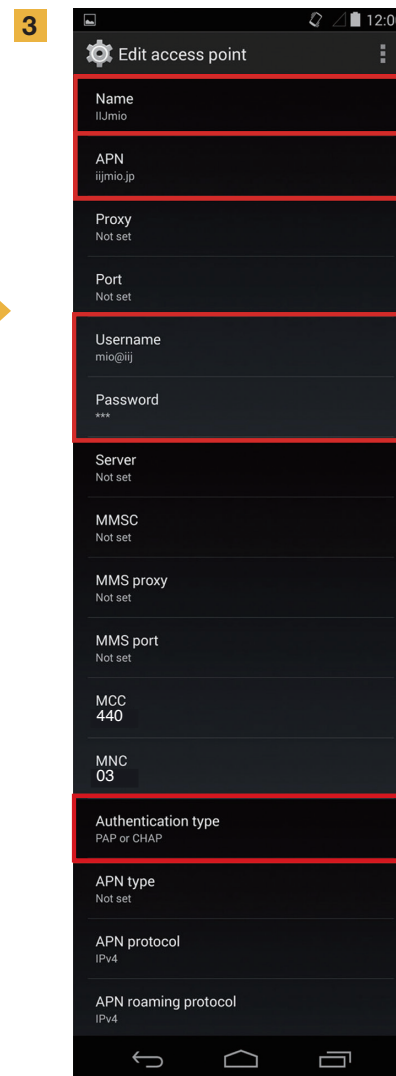 3
12:0
Edit access point
Name
IIJmio
APN
iijmio.jp
Proxy
Not set
Port
Not set
Username
mio@iij
Password
***
Server
Not set
MMSC
Not set
MMS proxy
Not set
MMS port
Not set
MCC
440
MNC
03
Authentication type
PAP or CHAP
APN type
Not set
APN protocol
IPv4
APN roaming protocol
IPv4